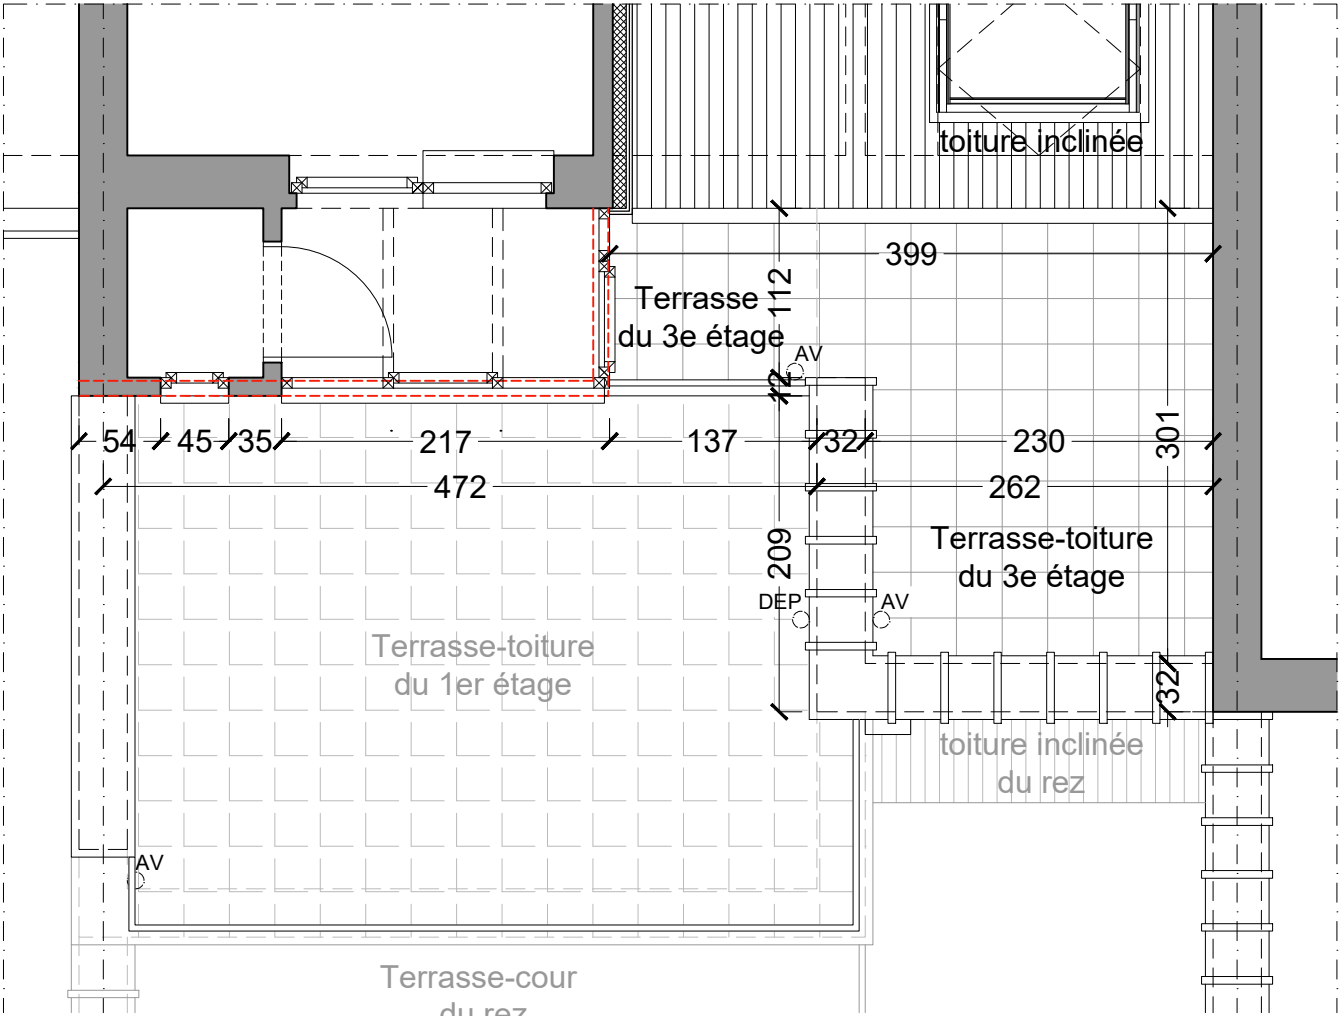 toiture inclinée
399
112
Terrasse
du 3e étage
AV
12
54
45
35
217
137
32
230
301
472
262
209
Terrasse-toiture
du 3e étage
DEP
AV
Terrasse-toiture
du 1er étage
32
toiture inclinée
du rez
AV
Terrasse-cour
du rez